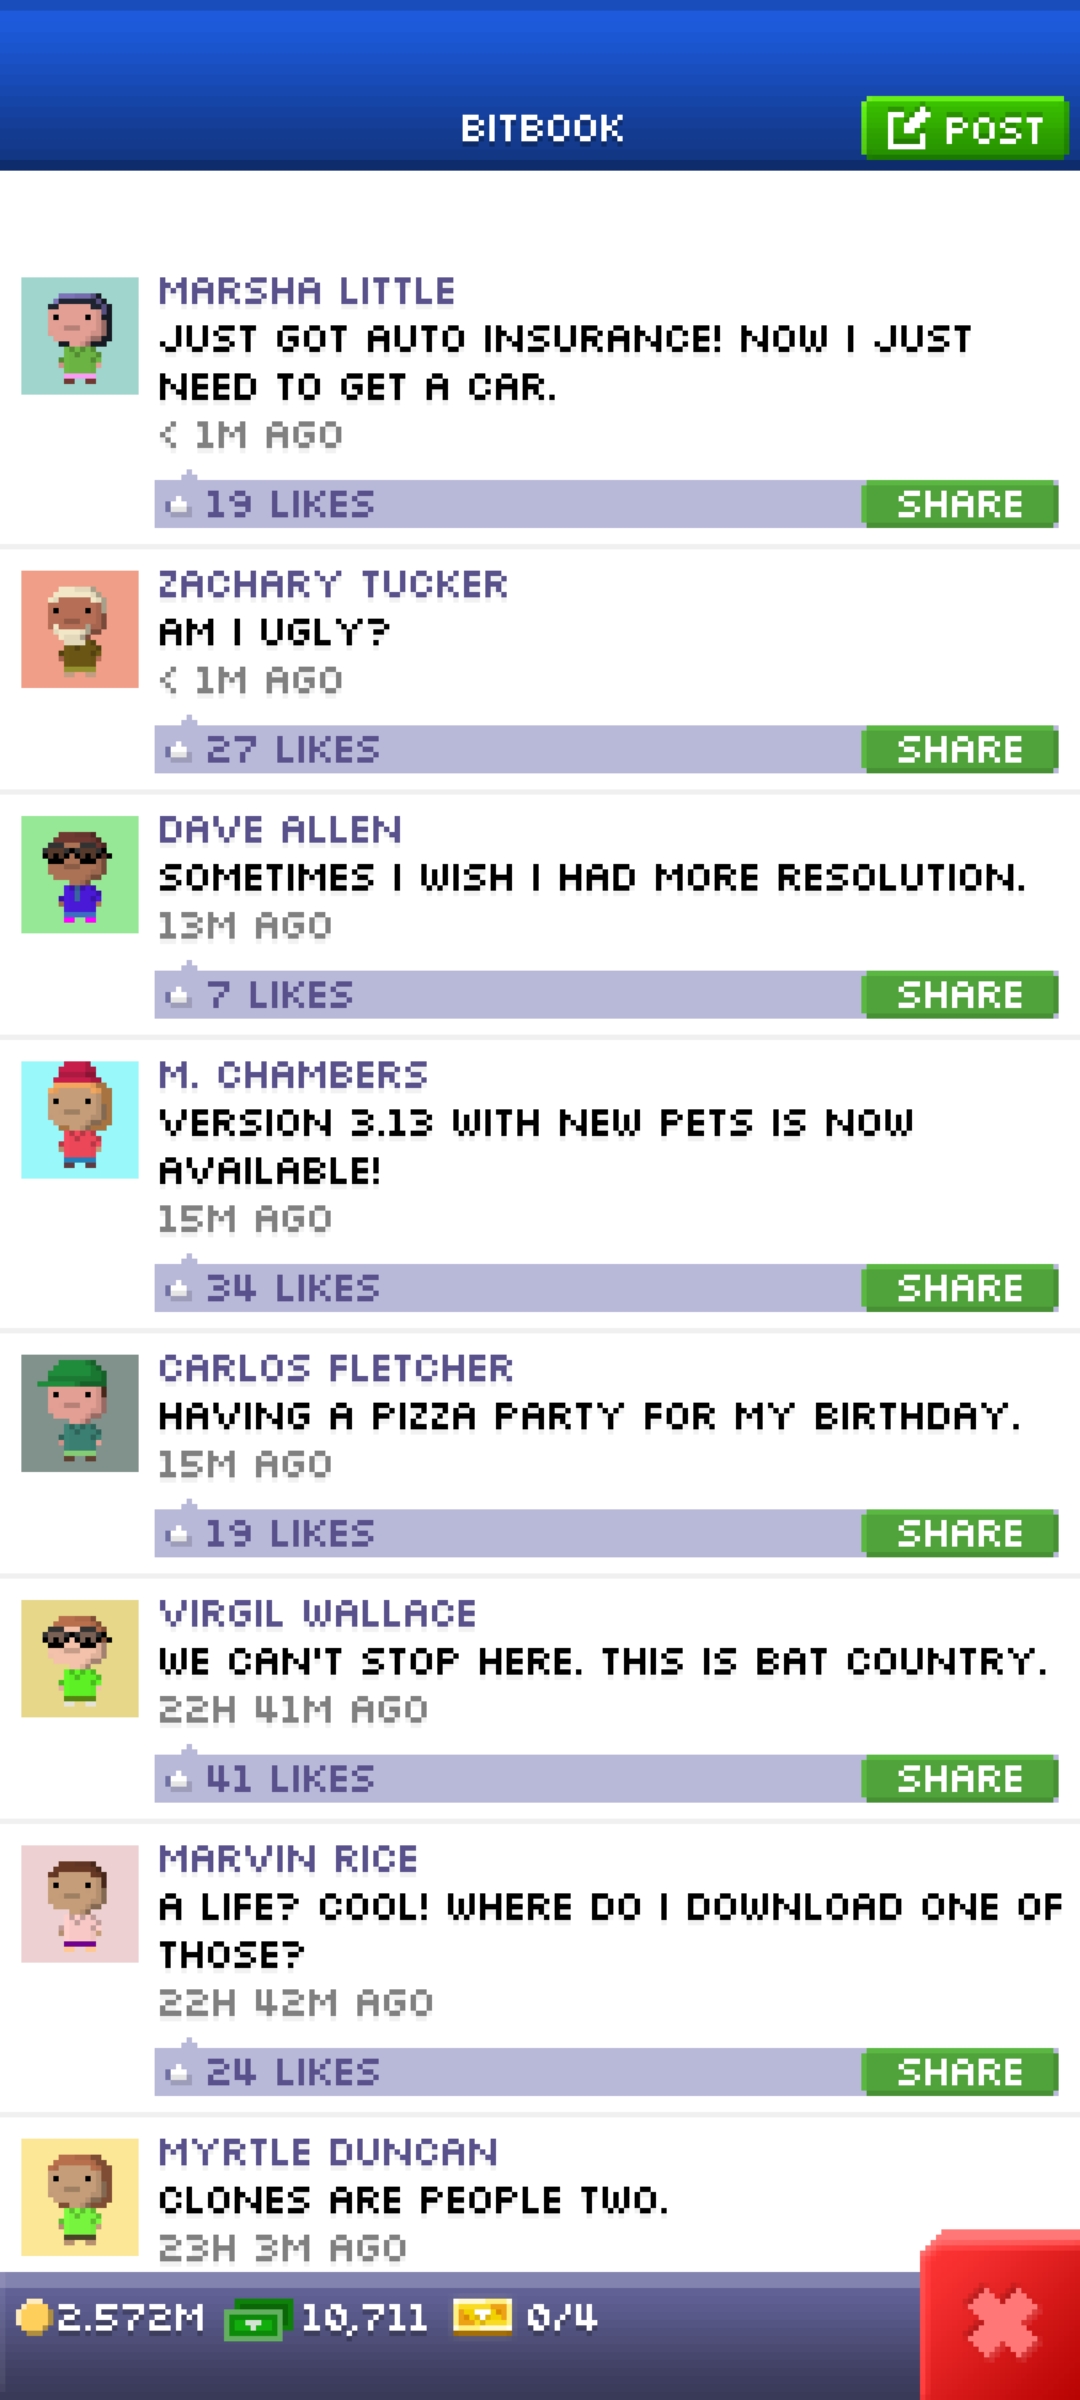 BITBOOK
POST
MARSHA LITTLE
JUST GOT AUTO INSURANCE! NOW I JUST
NEED TO GET A CAR.
< 1M AGO
19 LIKES
SHARE
ZACHARY TUCKER
AM I UGLY?
< 1M AGO
27 LIKES
SHARE
DAVE ALLEN
SOMETIMES I WISH I HAD MORE RESOLUTION.
13M AGO
7 LIKES
SHARE
M. CHAMBERS
VERSION 3.13 WITH NEW PETS IS NOW
AVAILABLE!
15M AGO
34 LIKES
SHARE
CARLOS FLETCHER
HAVING A PIZZA PARTY FOR MY BIRTHDAY.
15M AGO
19 LIKES
SHARE
VIRGIL WALLACE
WE CAN'T STOP HERE. THIS IS BAT COUNTRY.
22H 41M AGO
41 LIKES
SHARE
MARVIN RICE
A LIFE? COOL! WHERE DO I DOWNLOAD ONE OF
THOSE?
22H 42M AGO
24 LIKES
SHARE
MYRTLE DUNCAN
CLONES ARE PEOPLE TWO.
23H 3M AGO
2.572M 10,711 0/4